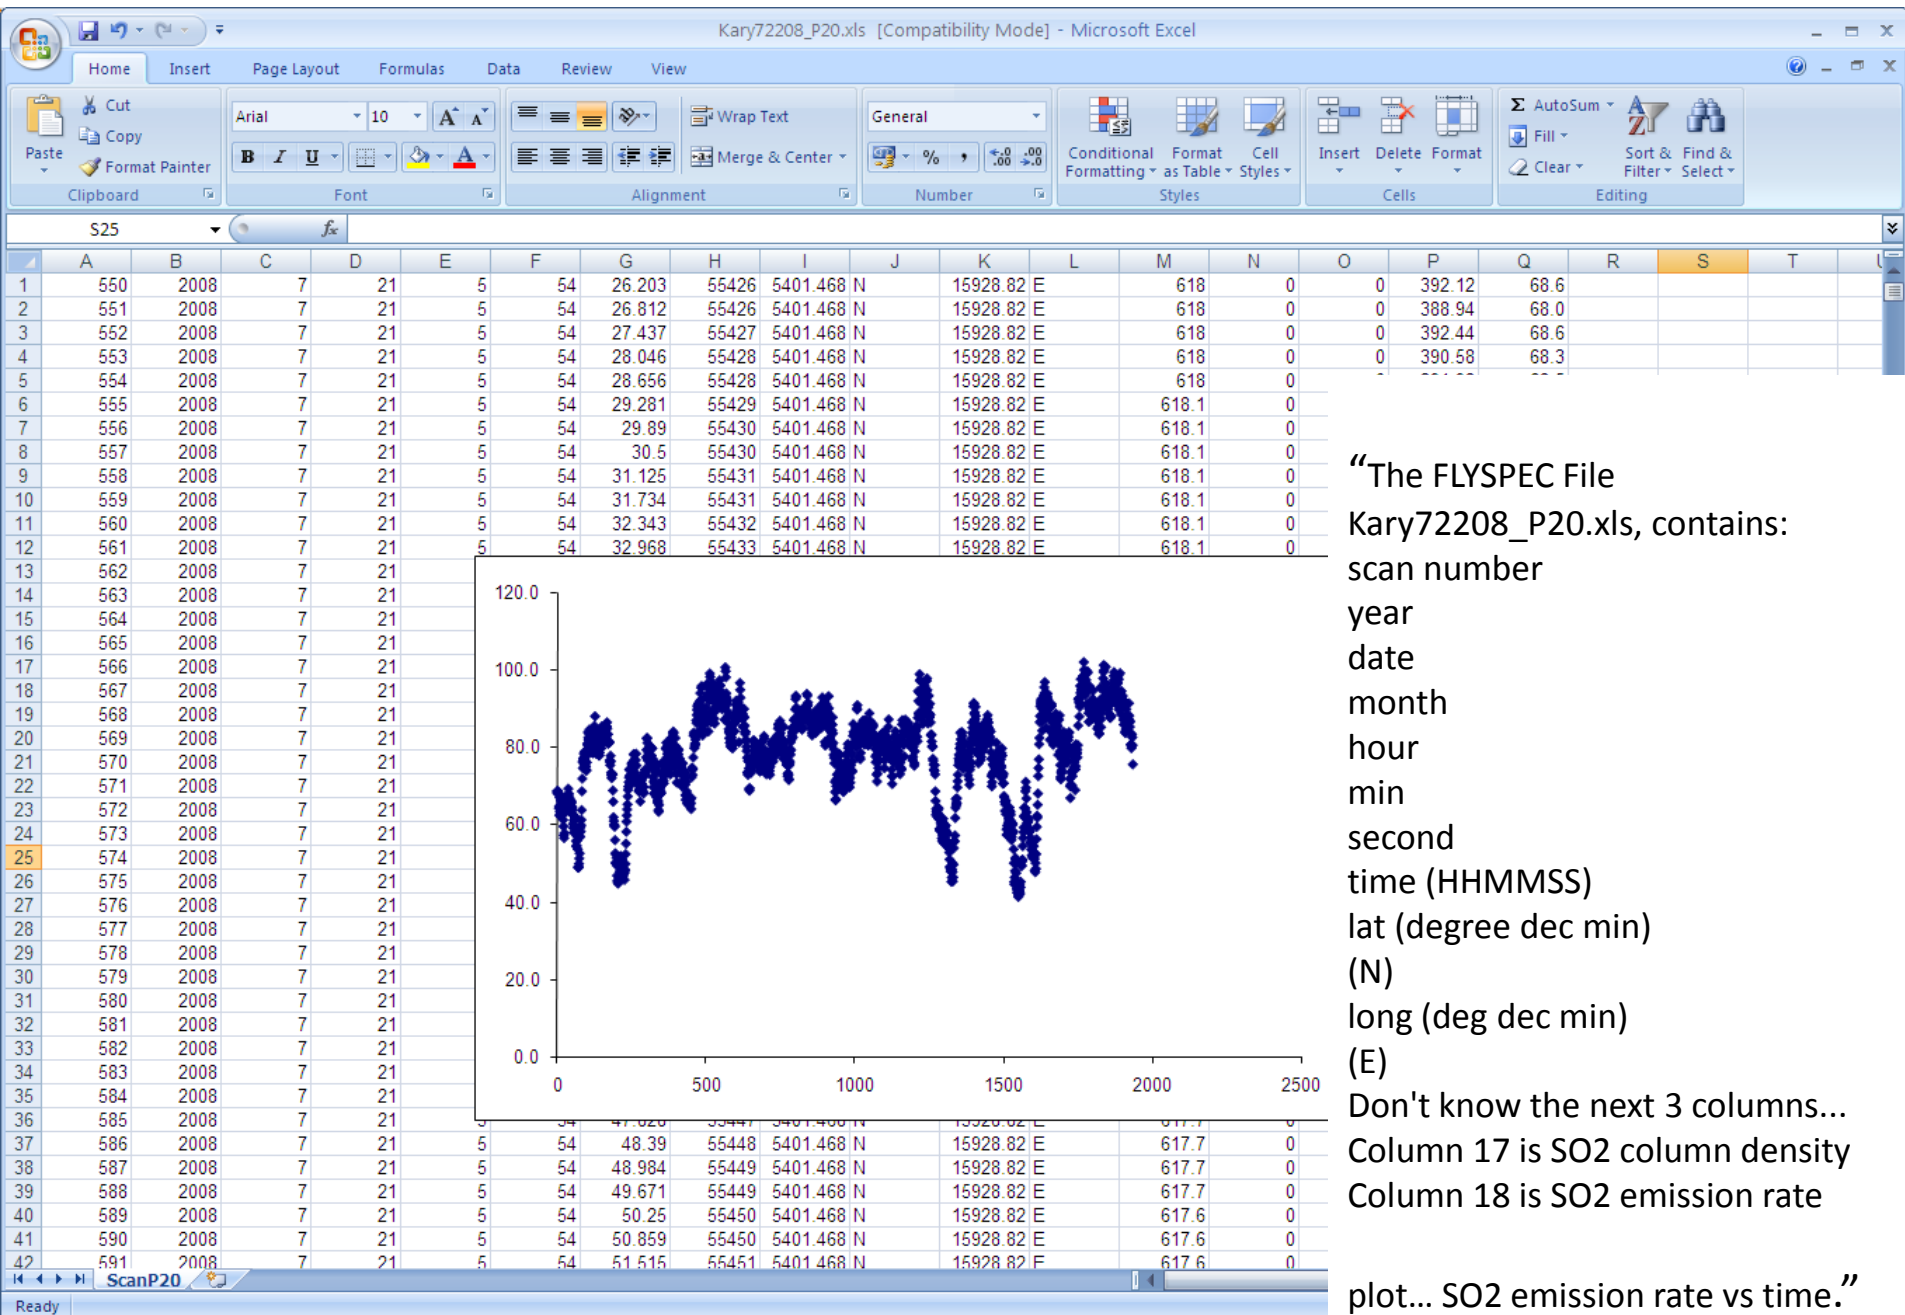 Kary72208_P20.xls [Compatibility Mode] - Microsoft Excel
Home Insert Page Layout Formulas Data Review View
Paste
Cut
Copy
Format Painter
Clipboard
Arial 10
B I U
Font
Wrap Text
Merge & Center
Alignment
General
% ,
Number
Conditional Formatting
Format as Table
Cell Styles
Styles
Insert Delete Format
Cells
Σ AutoSum
Fill
Clear
Sort & Filter
Find & Select
Editing
S25 fx
A B C D E F G H I J K L M N O P Q R S T U
1 550 2008 7 21 5 54 26.203 55426 5401.468 N 15928.82 E 618 0 0 392.12 68.6
2 551 2008 7 21 5 54 26.812 55426 5401.468 N 15928.82 E 618 0 0 388.94 68.0
3 552 2008 7 21 5 54 27.437 55427 5401.468 N 15928.82 E 618 0 0 392.44 68.6
4 553 2008 7 21 5 54 28.046 55428 5401.468 N 15928.82 E 618 0 0 390.58 68.3
5 554 2008 7 21 5 54 28.656 55428 5401.468 N 15928.82 E 618 0
6 555 2008 7 21 5 54 29.281 55429 5401.468 N 15928.82 E 618.1 0
7 556 2008 7 21 5 54 29.89 55430 5401.468 N 15928.82 E 618.1 0
8 557 2008 7 21 5 54 30.5 55430 5401.468 N 15928.82 E 618.1 0
9 558 2008 7 21 5 54 31.125 55431 5401.468 N 15928.82 E 618.1 0
10 559 2008 7 21 5 54 31.734 55431 5401.468 N 15928.82 E 618.1 0
11 560 2008 7 21 5 54 32.343 55432 5401.468 N 15928.82 E 618.1 0
12 561 2008 7 21 5 54 32.968 55433 5401.468 N 15928.82 E 618.1 0
13 562 2008 7 21
14 563 2008 7 21
15 564 2008 7 21
16 565 2008 7 21
17 566 2008 7 21
18 567 2008 7 21
19 568 2008 7 21
20 569 2008 7 21
21 570 2008 7 21
22 571 2008 7 21
23 572 2008 7 21
24 573 2008 7 21
25 574 2008 7 21
26 575 2008 7 21
27 576 2008 7 21
28 577 2008 7 21
29 578 2008 7 21
30 579 2008 7 21
31 580 2008 7 21
32 581 2008 7 21
33 582 2008 7 21
34 583 2008 7 21
35 584 2008 7 21
36 585 2008 7 21
37 586 2008 7 21 5 54 48.39 55448 5401.468 N 15928.82 E 617.7 0
38 587 2008 7 21 5 54 48.984 55449 5401.468 N 15928.82 E 617.7 0
39 588 2008 7 21 5 54 49.671 55449 5401.468 N 15928.82 E 617.7 0
40 589 2008 7 21 5 54 50.25 55450 5401.468 N 15928.82 E 617.6 0
41 590 2008 7 21 5 54 50.859 55450 5401.468 N 15928.82 E 617.6 0
42 591 2008 7 21 5 54 51.515 55451 5401.468 N 15928.82 E 617.6 0
120.0
100.0
80.0
60.0
40.0
20.0
0.0
0 500 1000 1500 2000 2500
ScanP20
Ready
“The FLYSPEC File
Kary72208_P20.xls, contains:
scan number
year
date
month
hour
min
second
time (HHMMSS)
lat (degree dec min)
(N)
long (deg dec min)
(E)
Don't know the next 3 columns...
Column 17 is SO2 column density
Column 18 is SO2 emission rate
plot... SO2 emission rate vs time.”